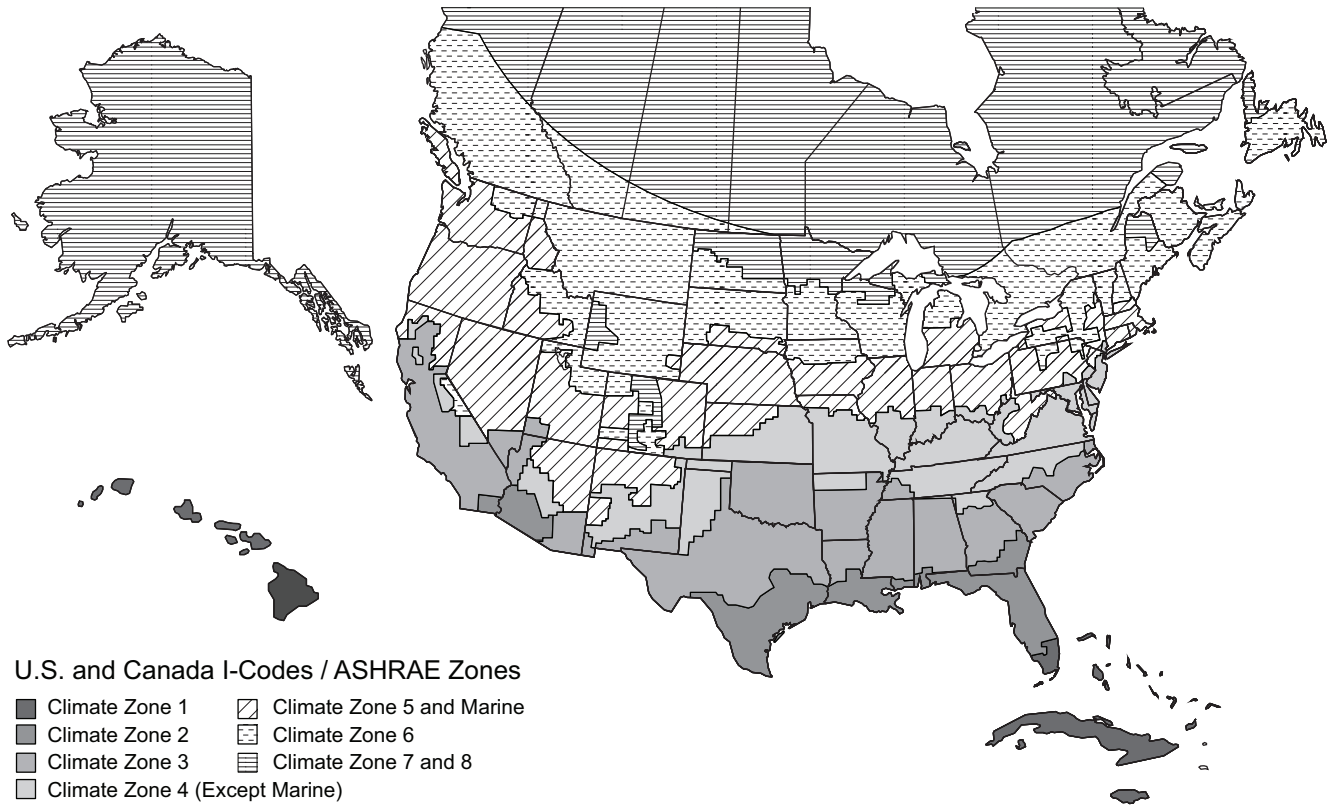 U.S. and Canada I-Codes / ASHRAE Zones
Climate Zone 1
Climate Zone 2
Climate Zone 3
Climate Zone 4 (Except Marine)
Climate Zone 5 and Marine
Climate Zone 6
Climate Zone 7 and 8